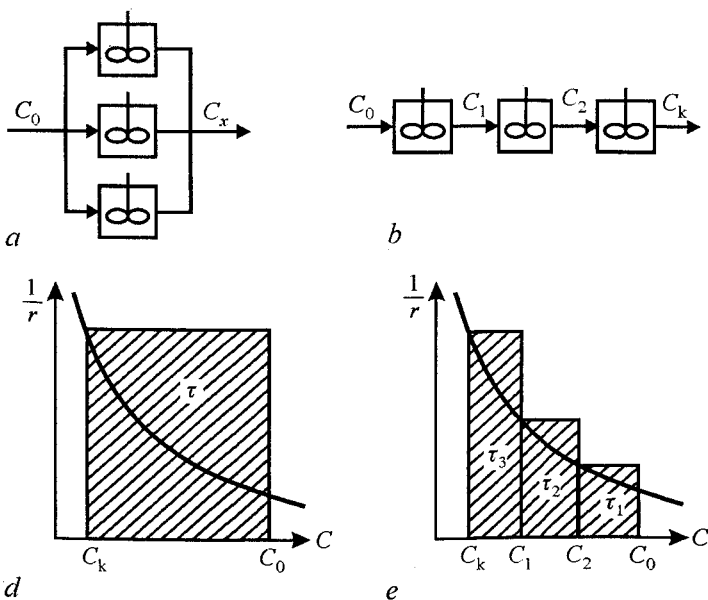 C₀
Cₓ
a
C₀
C₁
C₂
Cₖ
b
1/r
τ
Cₖ
C₀
C
d
1/r
τ₃
τ₂
τ₁
Cₖ
C₁
C₂
C₀
C
e